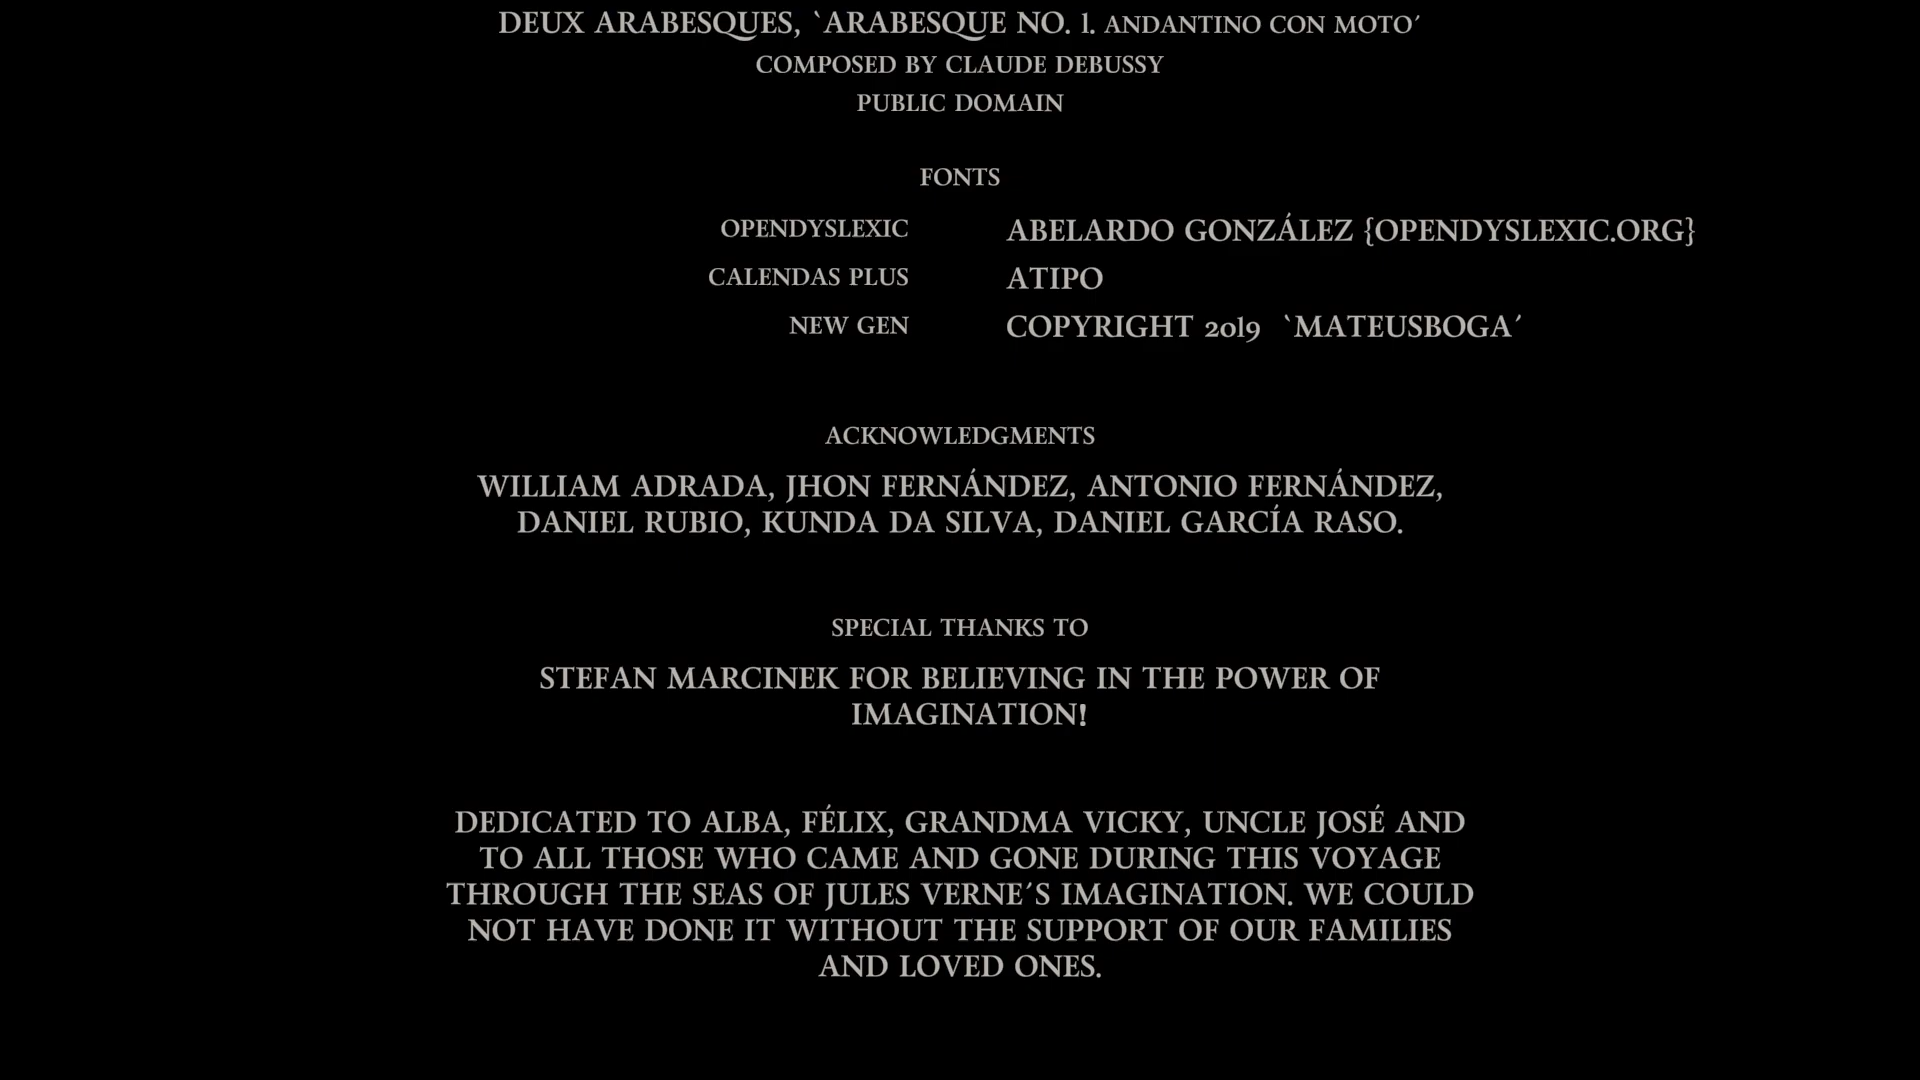 DEUX ARABESQUES, `ARABESQUE NO. 1. ANDANTINO CON MOTO´
COMPOSED BY CLAUDE DEBUSSY
PUBLIC DOMAIN
FONTS
OPENDYSLEXIC ABELARDO GONZÁLEZ {OPENDYSLEXIC.ORG}
CALENDAS PLUS ATIPO
NEW GEN COPYRIGHT 2019 `MATEUSBOGA´
ACKNOWLEDGMENTS
WILLIAM ADRADA, JHON FERNÁNDEZ, ANTONIO FERNÁNDEZ,
DANIEL RUBIO, KUNDA DA SILVA, DANIEL GARCÍA RASO.
SPECIAL THANKS TO
STEFAN MARCINEK FOR BELIEVING IN THE POWER OF
IMAGINATION!
DEDICATED TO ALBA, FÉLIX, GRANDMA VICKY, UNCLE JOSÉ AND
TO ALL THOSE WHO CAME AND GONE DURING THIS VOYAGE
THROUGH THE SEAS OF JULES VERNE´S IMAGINATION. WE COULD
NOT HAVE DONE IT WITHOUT THE SUPPORT OF OUR FAMILIES
AND LOVED ONES.